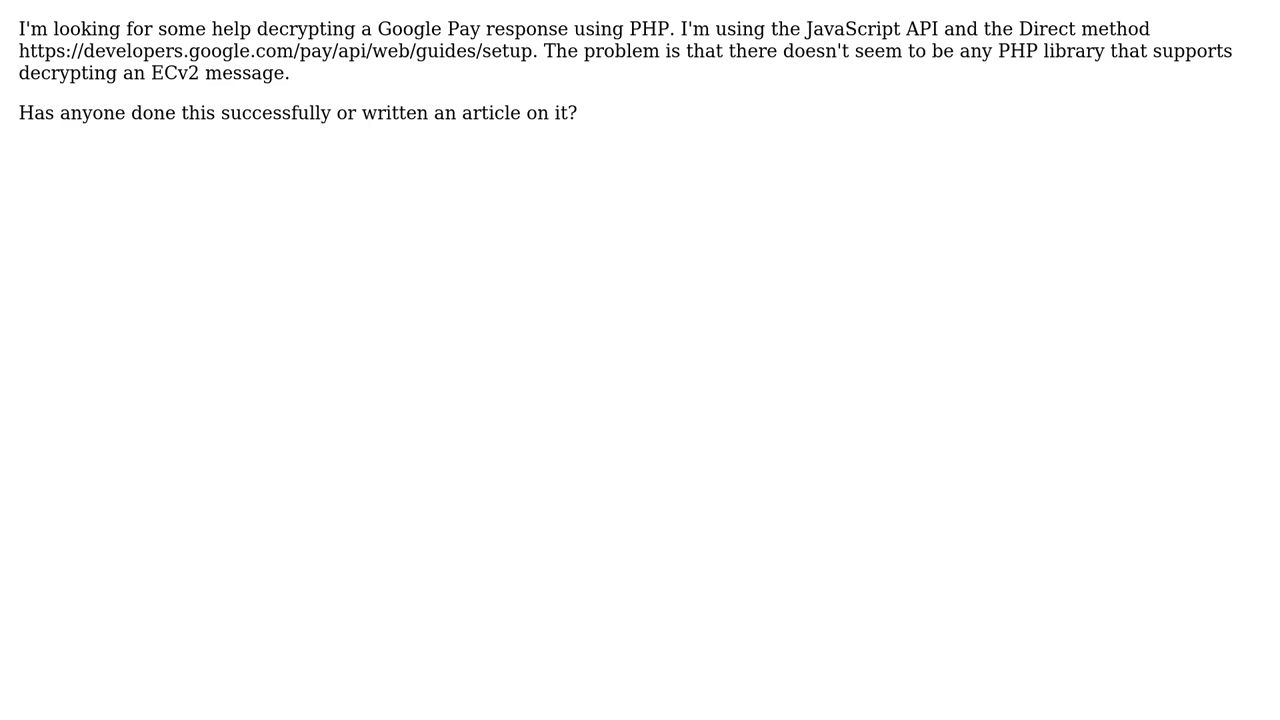 I'm looking for some help decrypting a Google Pay response using PHP. I'm using the JavaScript API and the Direct method
https://developers.google.com/pay/api/web/guides/setup. The problem is that there doesn't seem to be any PHP library that supports
decrypting an ECv2 message.
Has anyone done this successfully or written an article on it?